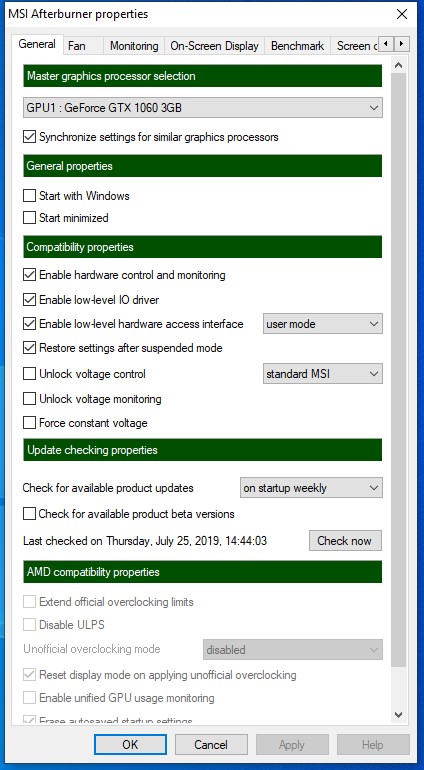 MSI Afterburner properties
General Fan Monitoring On-Screen Display Benchmark Screen c
Master graphics processor selection
GPU1 : GeForce GTX 1060 3GB
Synchronize settings for similar graphics processors
General properties
Start with Windows
Start minimized
Compatibility properties
Enable hardware control and monitoring
Enable low-level IO driver
Enable low-level hardware access interface user mode
Restore settings after suspended mode
Unlock voltage control standard MSI
Unlock voltage monitoring
Force constant voltage
Update checking properties
Check for available product updates on startup weekly
Check for available product beta versions
Last checked on Thursday, July 25, 2019, 14:44:03 Check now
AMD compatibility properties
Extend official overclocking limits
Disable ULPS
Unofficial overclocking mode disabled
Reset display mode on applying unofficial overclocking
Enable unified GPU usage monitoring
Erase autosaved startup settings
OK Cancel Apply Help